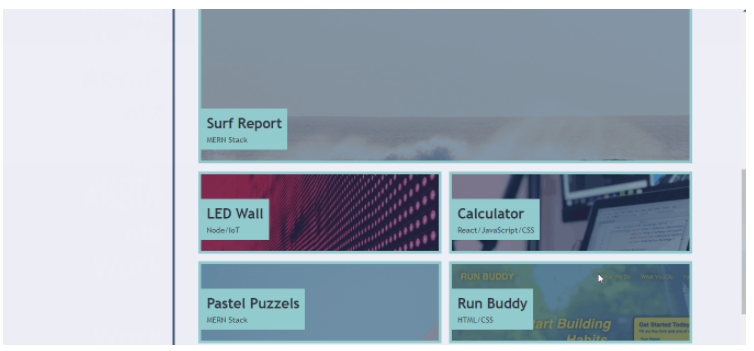 Surf Report
MERN Stack
LED Wall
Node/IoT
Calculator
React/JavaScript/CSS
Pastel Puzzels
MERN Stack
RUN BUDDY
Run Buddy
HTML/CSS
art Building
Habits
Get Started Today